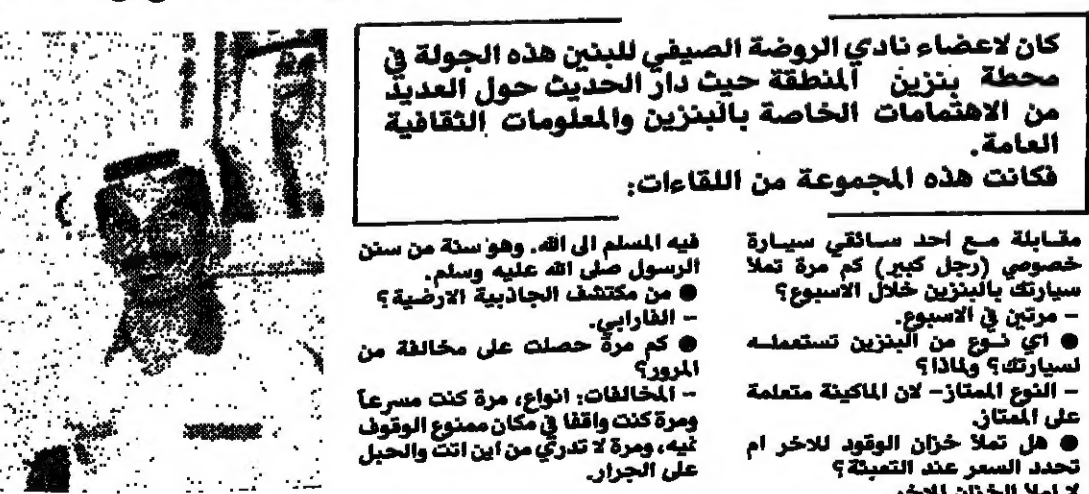 كان لاعضاء نادي الروضة الصيفي للبنين هذه الجولة في
محطة بنزين المنطقة حيث دار الحديث حول العديد
من الاهتمامات الخاصة بالبنزين والمعلومات الثقافية
العامة.
فكانت هذه المجموعة من اللقاءات:
مقابلة مع احد سائقي سيارة
خصوصي (رجل كبير) كم مرة تملا
سيارتك بالبنزين خلال الاسبوع؟
– مرتين في الاسبوع.
● اي نوع من البنزين تستعمله
لسيارتك؟ ولماذا؟
– النوع الممتاز– لان الماكينة متعلمة
على الممتاز.
● هل تملا خزان الوقود للاخر ام
تحدد السعر عند التعبئة؟
لا املا الخزان للاخر
فيه المسلم الى الله. وهو سنة من سنن
الرسول صلى الله عليه وسلم.
● من مكتشف الجاذبية الارضية؟
– الفارابي.
● كم مرة حصلت على مخالفة من
المرور؟
– المخالفات: انواع، مرة كنت مسرعاً
ومرة كنت واقفا في مكان ممنوع الوقوف
فيه، ومرة لا تدري من اين اتت والحبل
على الجرار.